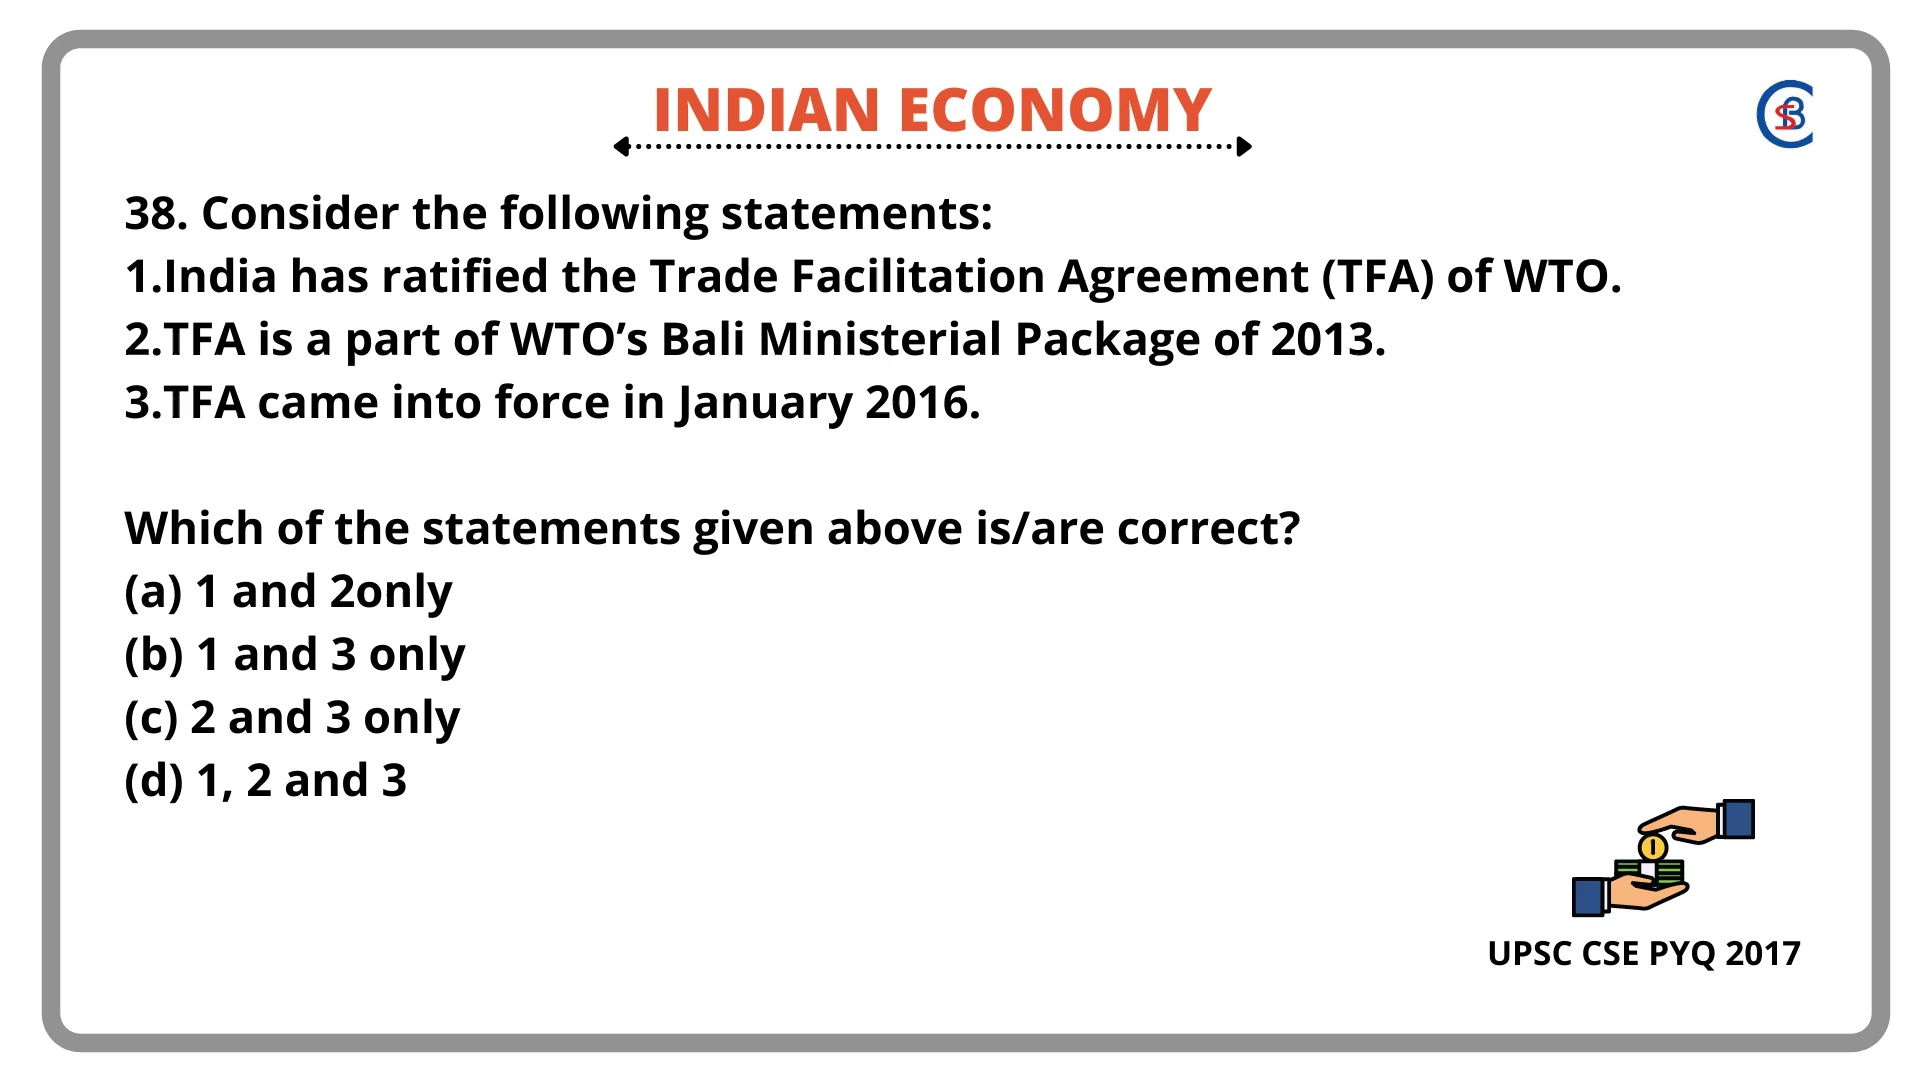 INDIAN ECONOMY
38. Consider the following statements:
1.India has ratified the Trade Facilitation Agreement (TFA) of WTO.
2.TFA is a part of WTO’s Bali Ministerial Package of 2013.
3.TFA came into force in January 2016.
Which of the statements given above is/are correct?
(a) 1 and 2only
(b) 1 and 3 only
(c) 2 and 3 only
(d) 1, 2 and 3
UPSC CSE PYQ 2017